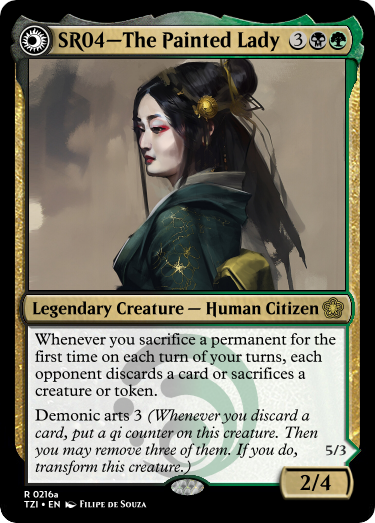 SR04–The Painted Lady 3
Legendary Creature — Human Citizen
Whenever you sacrifice a permanent for the
first time on each turn of your turns, each
opponent discards a card or sacrifices a
creature or token.
Demonic arts 3 (Whenever you discard a
card, put a qi counter on this creature. Then
you may remove three of them. If you do,
transform this creature.)
5/3
2/4
R 0216a
TZI • EN Filipe de Souza